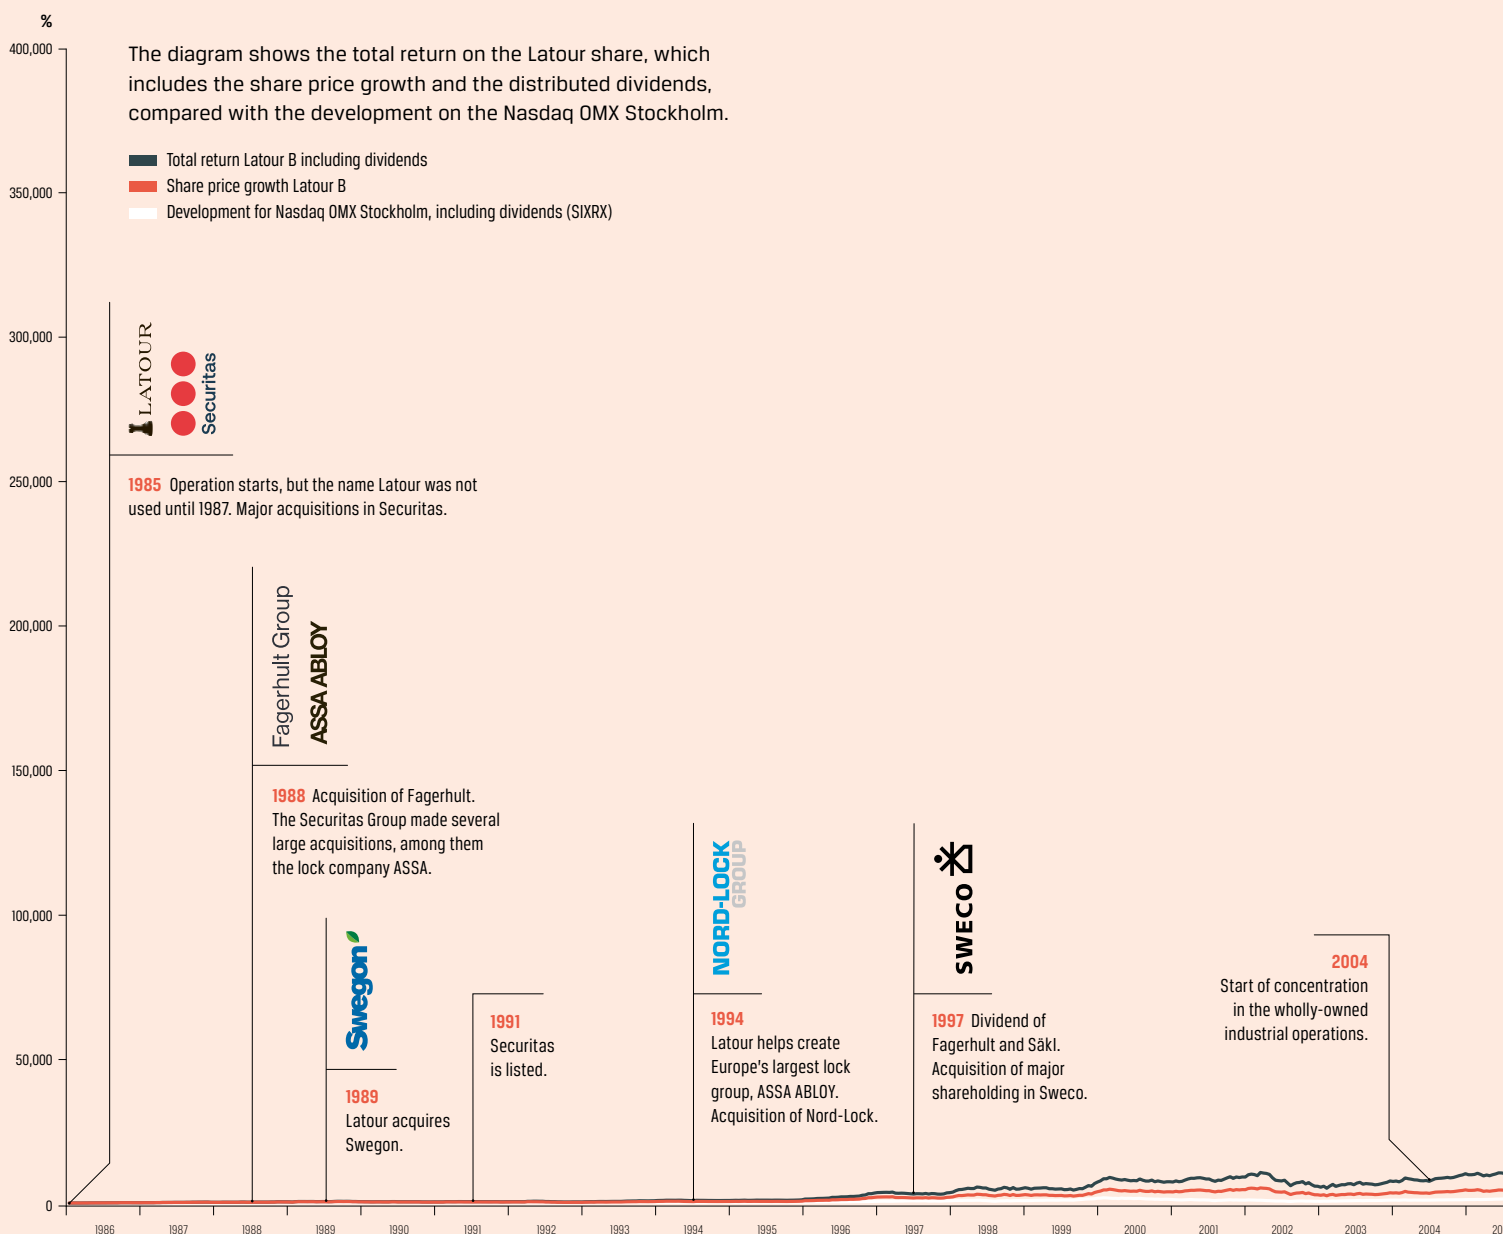 %
400,000
350,000
300,000
250,000
200,000
150,000
100,000
50,000
0
The diagram shows the total return on the Latour share, which
includes the share price growth and the distributed dividends,
compared with the development on the Nasdaq OMX Stockholm.
Total return Latour B including dividends
Share price growth Latour B
Development for Nasdaq OMX Stockholm, including dividends (SIXRX)
LATOUR
Securitas
1985 Operation starts, but the name Latour was not
used until 1987. Major acquisitions in Securitas.
Fagerhult Group
ASSA ABLOY
1988 Acquisition of Fagerhult.
The Securitas Group made several
large acquisitions, among them
the lock company ASSA.
Swegon
1989
Latour acquires
Swegon.
1991
Securitas
is listed.
NORD-LOCK
GROUP
1994
Latour helps create
Europe's largest lock
group, ASSA ABLOY.
Acquisition of Nord-Lock.
SWECO
1997 Dividend of
Fagerhult and Säkl.
Acquisition of major
shareholding in Sweco.
2004
Start of concentration
in the wholly-owned
industrial operations.
1986 1987 1988 1989 1990 1991 1992 1993 1994 1995 1996 1997 1998 1999 2000 2001 2002 2003 2004